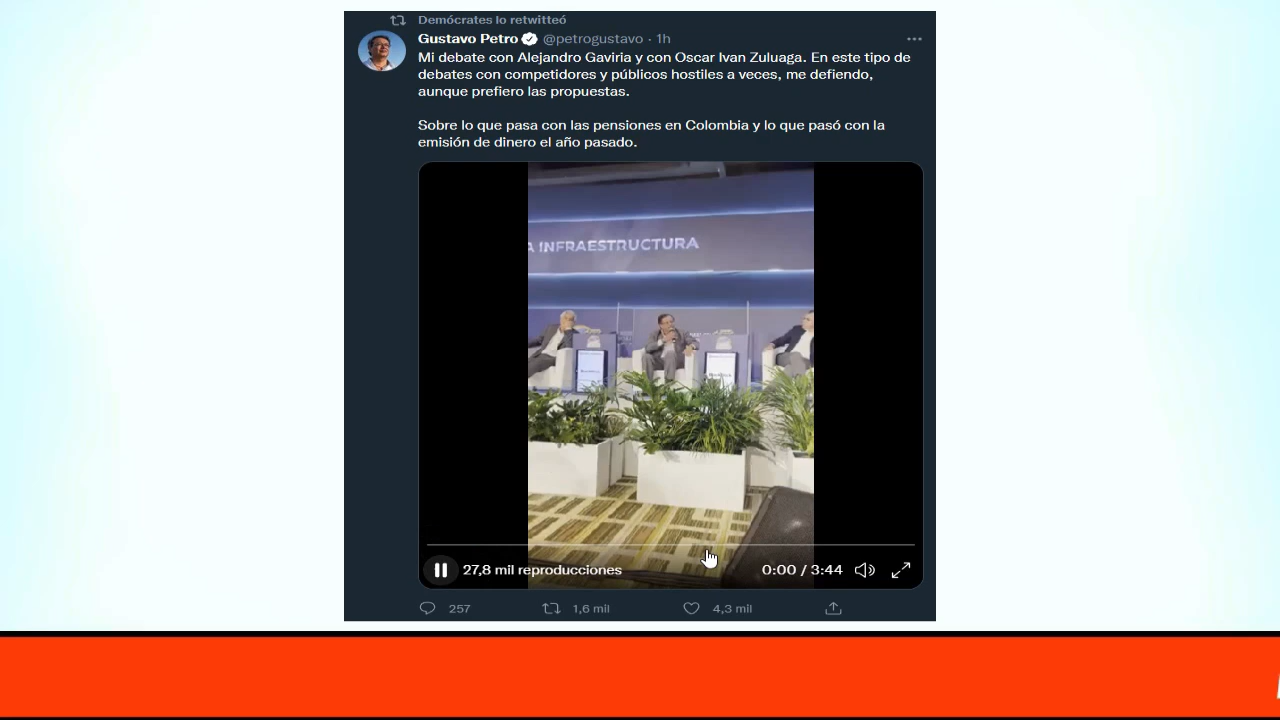 Demócrates lo retwitteó
Gustavo Petro @petrogustavo · 1h
Mi debate con Alejandro Gaviria y con Oscar Ivan Zuluaga. En este tipo de
debates con competidores y públicos hostiles a veces, me defiendo,
aunque prefiero las propuestas.
Sobre lo que pasa con las pensiones en Colombia y lo que pasó con la
emisión de dinero el año pasado.
A INFRAESTRUCTURA
27,8 mil reproducciones
0:00 / 3:44
257 1,6 mil 4,3 mil